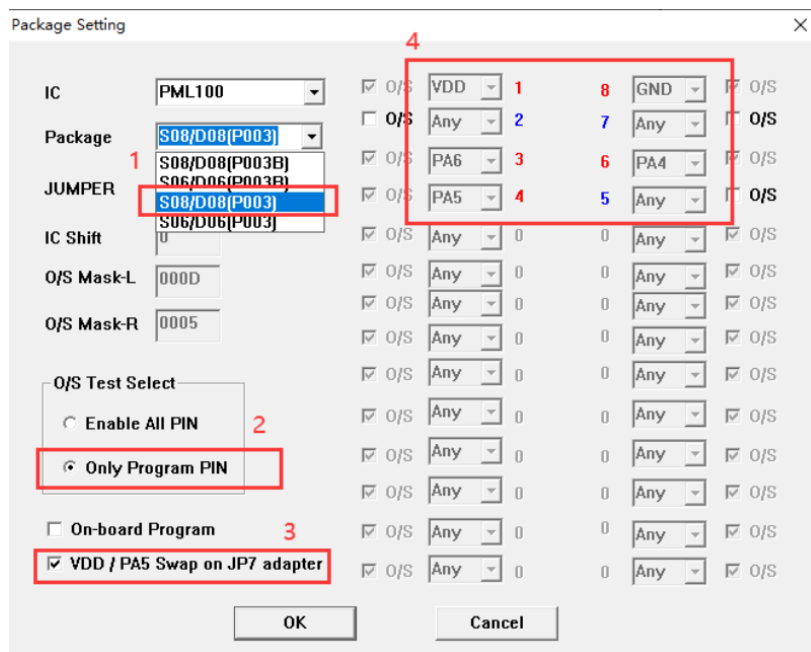 Package Setting
4
IC PML100 O/S VDD 1 8 GND O/S
O/S Any 2 7 Any O/S
Package S08/D08(P003)
1 S08/D08(P003B) O/S PA6 3 6 PA4 O/S
S06/D06(P003B)
JUMPER S08/D08(P003) O/S PA5 4 5 Any O/S
S06/D06(P003)
IC Shift 0 O/S Any 0 0 Any O/S
O/S Mask-L 000D O/S Any 0 0 Any O/S
O/S Any 0 0 Any O/S
O/S Mask-R 0005 O/S Any 0 0 Any O/S
O/S Test Select O/S Any 0 0 Any O/S
Enable All PIN 2 O/S Any 0 0 Any O/S
Only Program PIN O/S Any 0 0 Any O/S
O/S Any 0 0 Any O/S
On-board Program 3 O/S Any 0 0 Any O/S
VDD / PA5 Swap on JP7 adapter O/S Any 0 0 Any O/S
OK Cancel